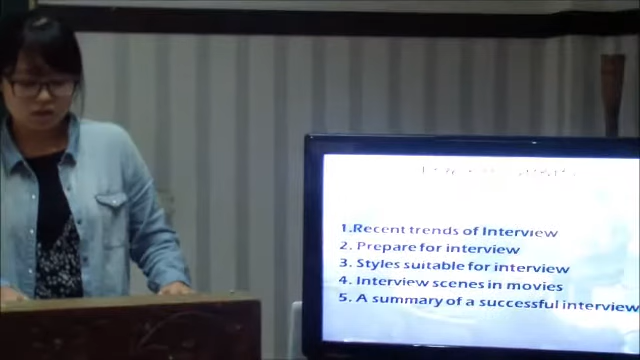 1.Recent trends of Interview
2. Prepare for interview
3. Styles suitable for interview
4. Interview scenes in movies
5. A summary of a successful interview